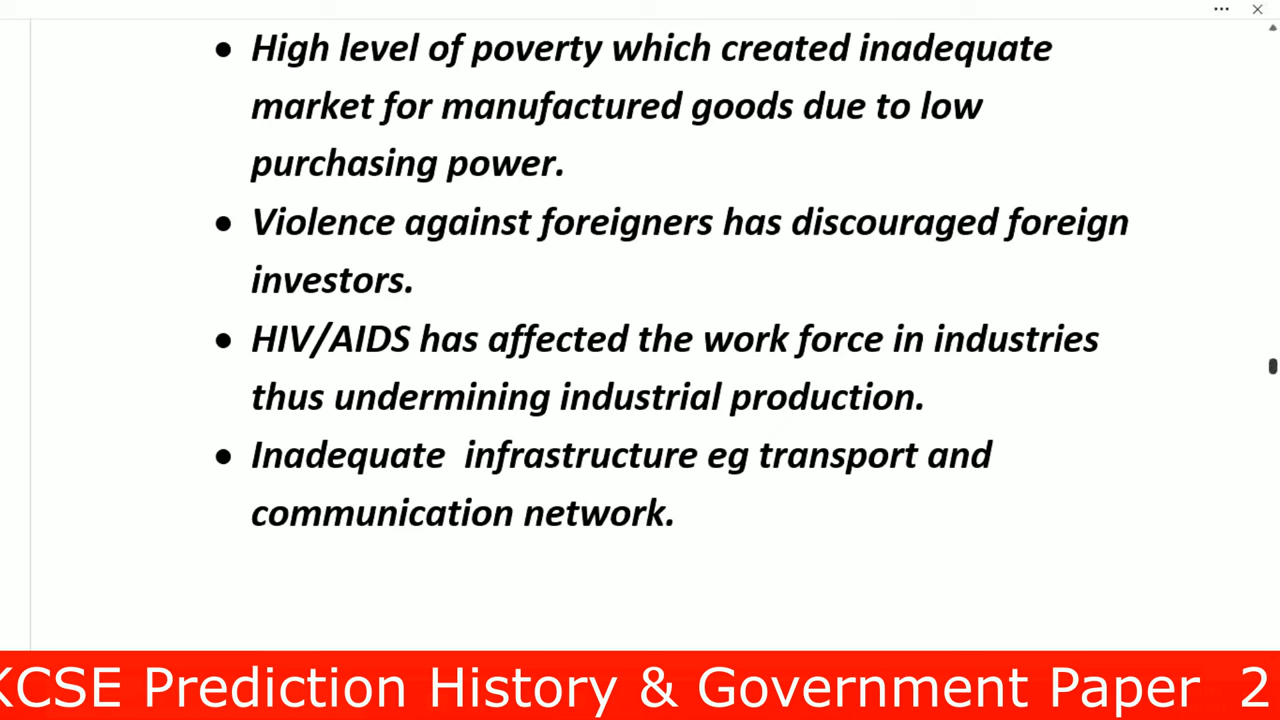 • High level of poverty which created inadequate
market for manufactured goods due to low
purchasing power.
• Violence against foreigners has discouraged foreign
investors.
• HIV/AIDS has affected the work force in industries
thus undermining industrial production.
• Inadequate  infrastructure eg transport and
communication network.
KCSE Prediction History & Government Paper  2